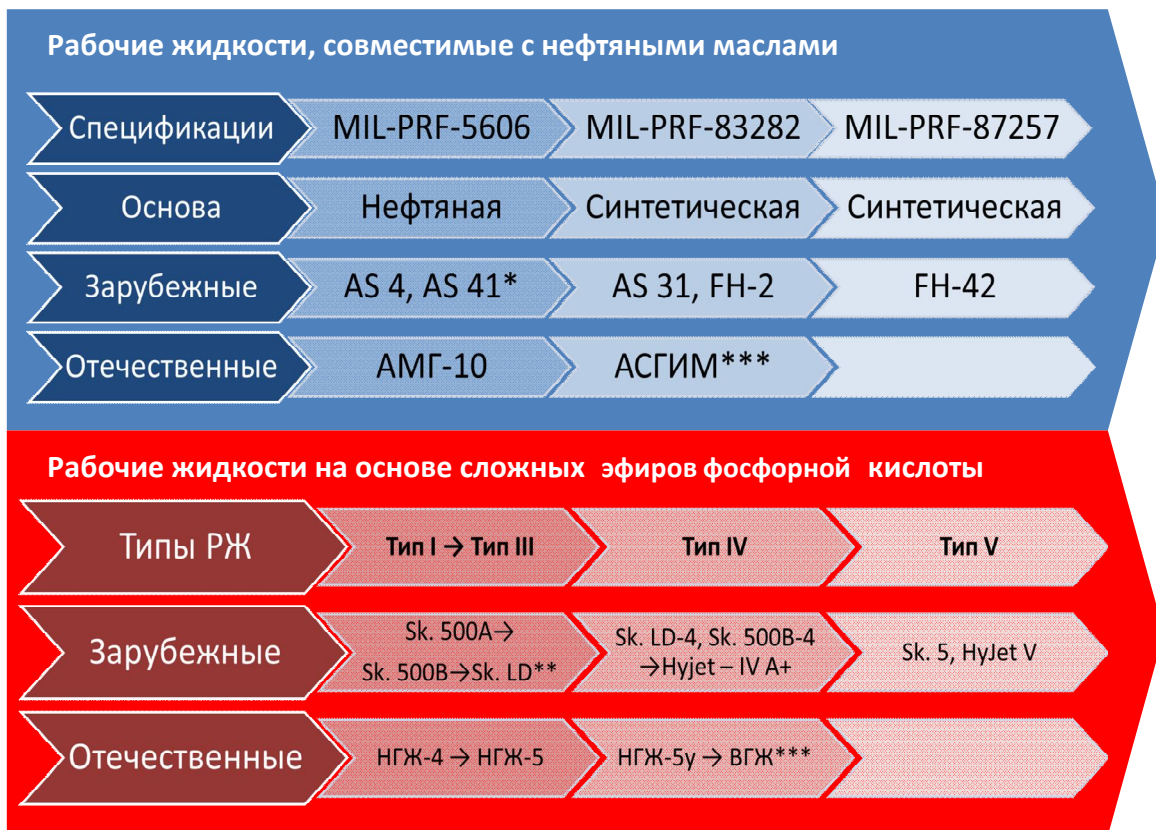 Рабочие жидкости, совместимые с нефтяными маслами
Спецификации MIL-PRF-5606 MIL-PRF-83282 MIL-PRF-87257
Основа Нефтяная Синтетическая Синтетическая
Зарубежные AS 4, AS 41* AS 31, FH-2 FH-42
Отечественные АМГ-10 АСГИМ***
Рабочие жидкости на основе сложных эфиров фосфорной кислоты
Типы РЖ Тип I → Тип III Тип IV Тип V
Зарубежные Sk. 500A→ Sk. LD-4, Sk. 500B-4 Sk. 5, HyJet V
Sk. 500B→Sk. LD** →Hyjet – IV A+
Отечественные НГЖ-4 → НГЖ-5 НГЖ-5у → ВГЖ***